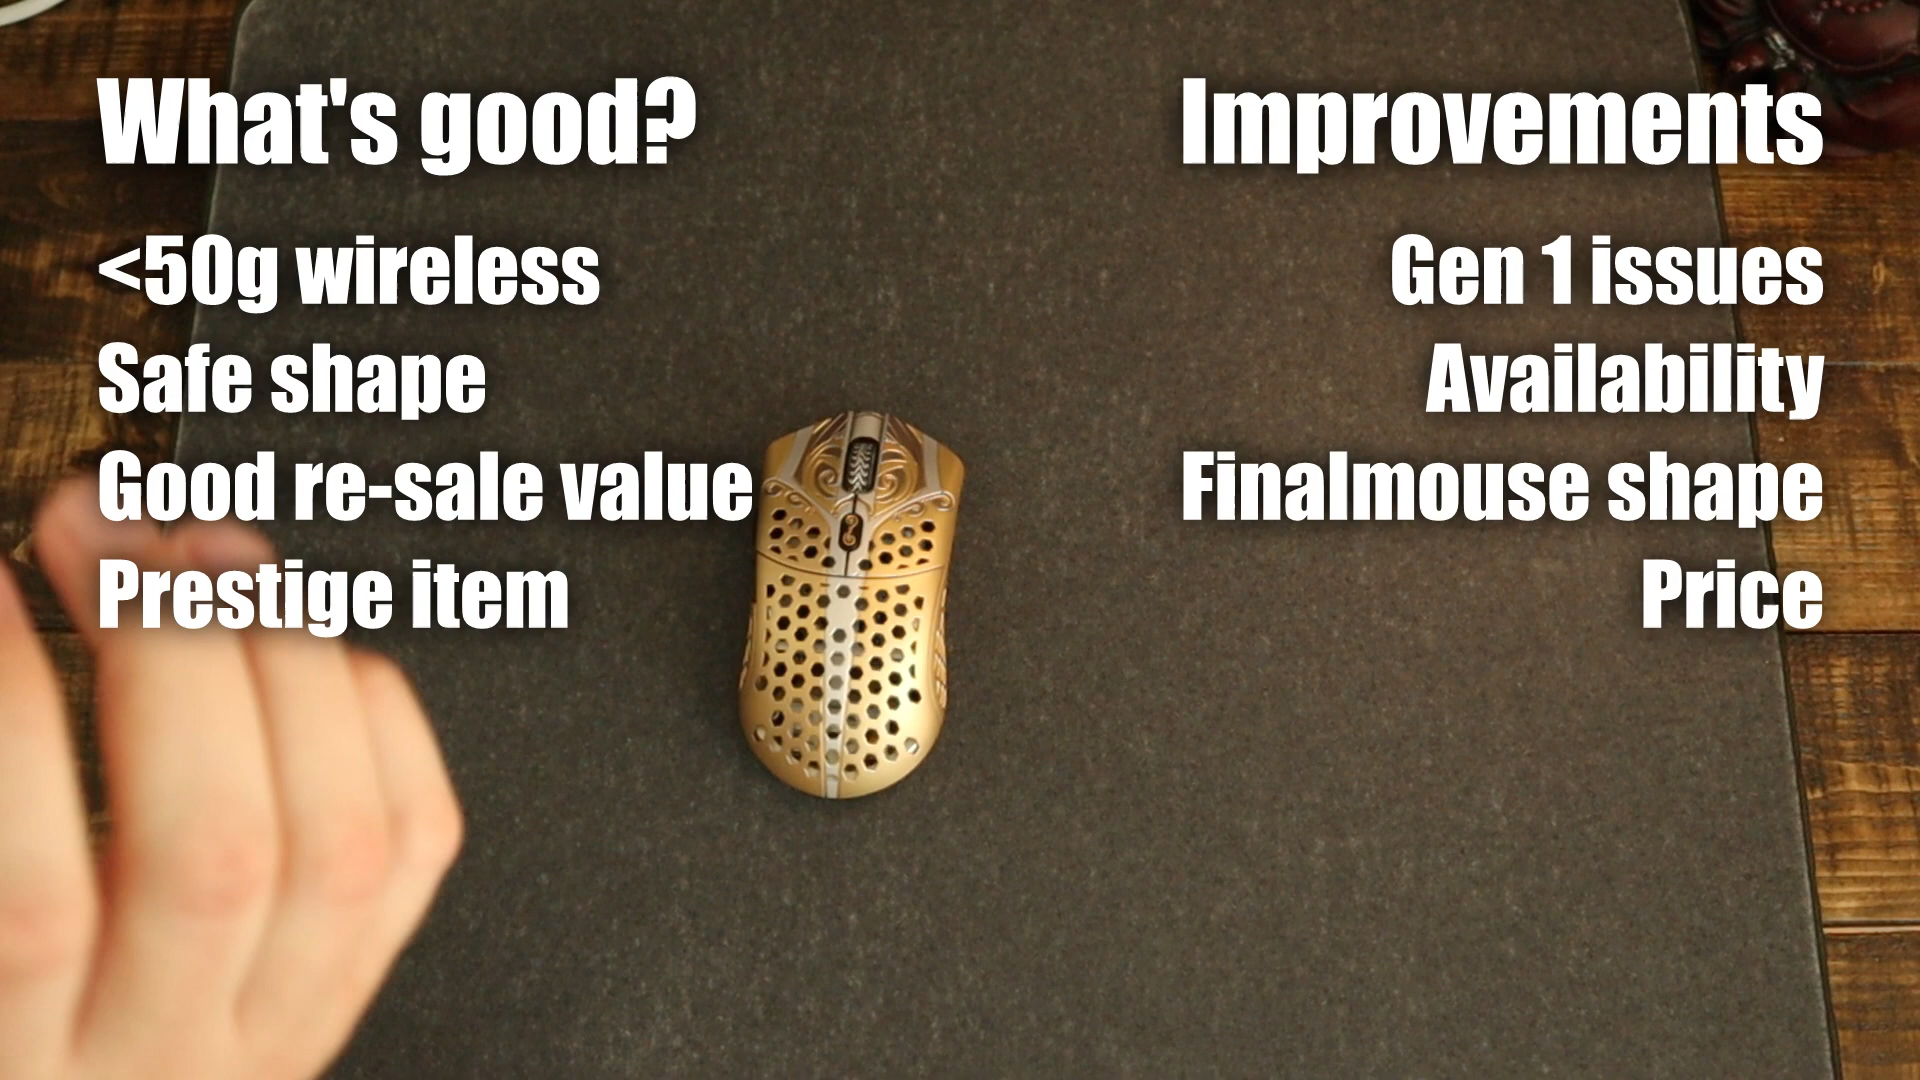 What's good?
<50g wireless
Safe shape
Good re-sale value
Prestige item
Improvements
Gen 1 issues
Availability
Finalmouse shape
Price